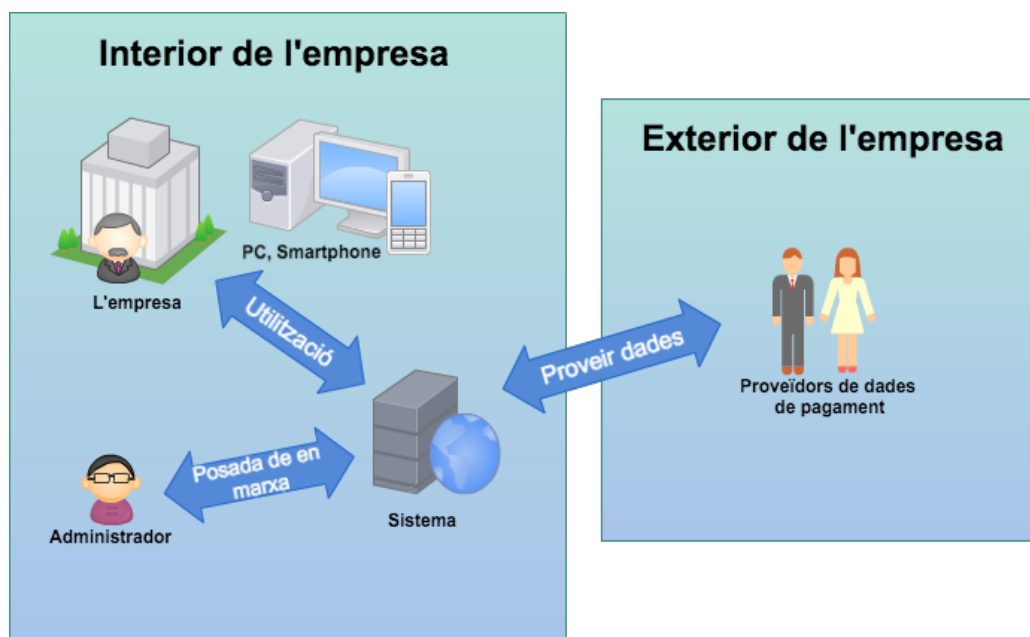 Interior de l'empresa
Exterior de l'empresa
PC, Smartphone
L'empresa
Utilització
Proveir dades
Proveïdors de dades
de pagament
Posada de en
marxa
Sistema
Administrador